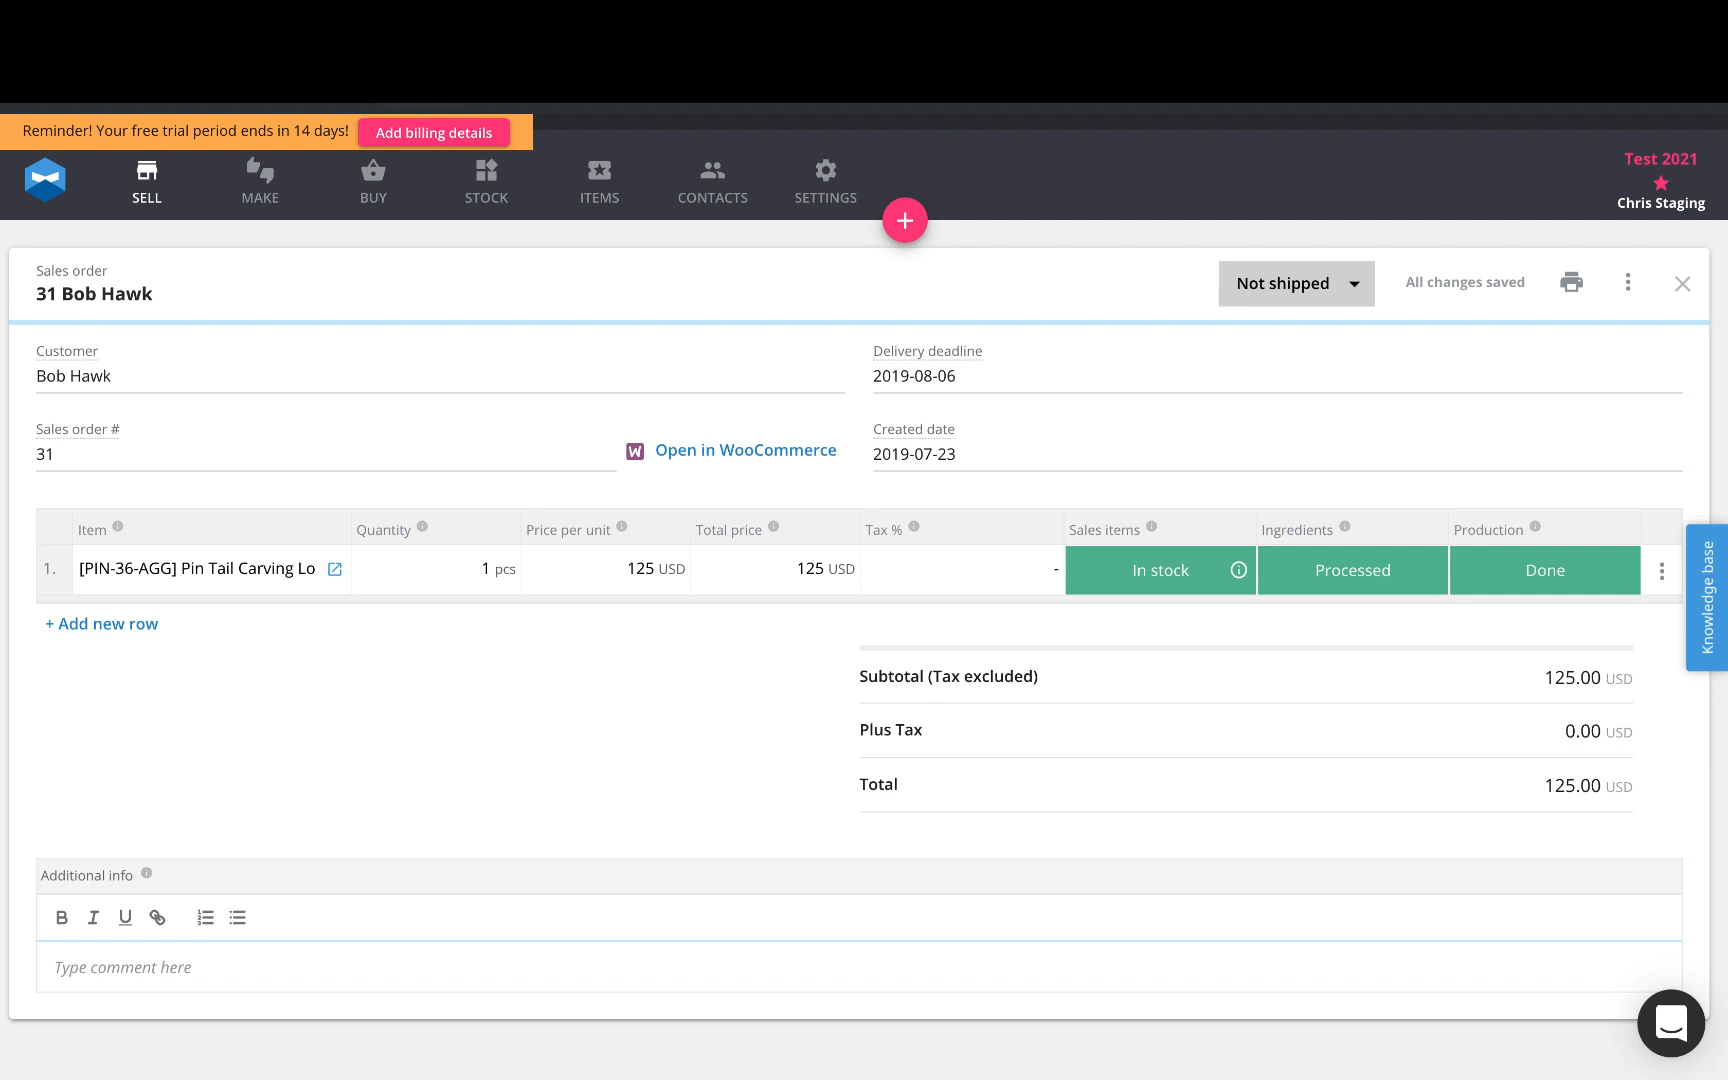 Reminder! Your free trial period ends in 14 days! Add billing details
SELL MAKE BUY STOCK ITEMS CONTACTS SETTINGS
Test 2021
Chris Staging
+
Sales order
31 Bob Hawk
Not shipped
All changes saved
Customer
Bob Hawk
Delivery deadline
2019-08-06
Sales order #
31
W Open in WooCommerce
Created date
2019-07-23
Item Quantity Price per unit Total price Tax % Sales items Ingredients Production
1. [PIN-36-AGG] Pin Tail Carving Lo 1 pcs 125 USD 125 USD - In stock Processed Done
+ Add new row
Knowledge base
Subtotal (Tax excluded) 125.00 USD
Plus Tax 0.00 USD
Total 125.00 USD
Additional info
B I U
Type comment here